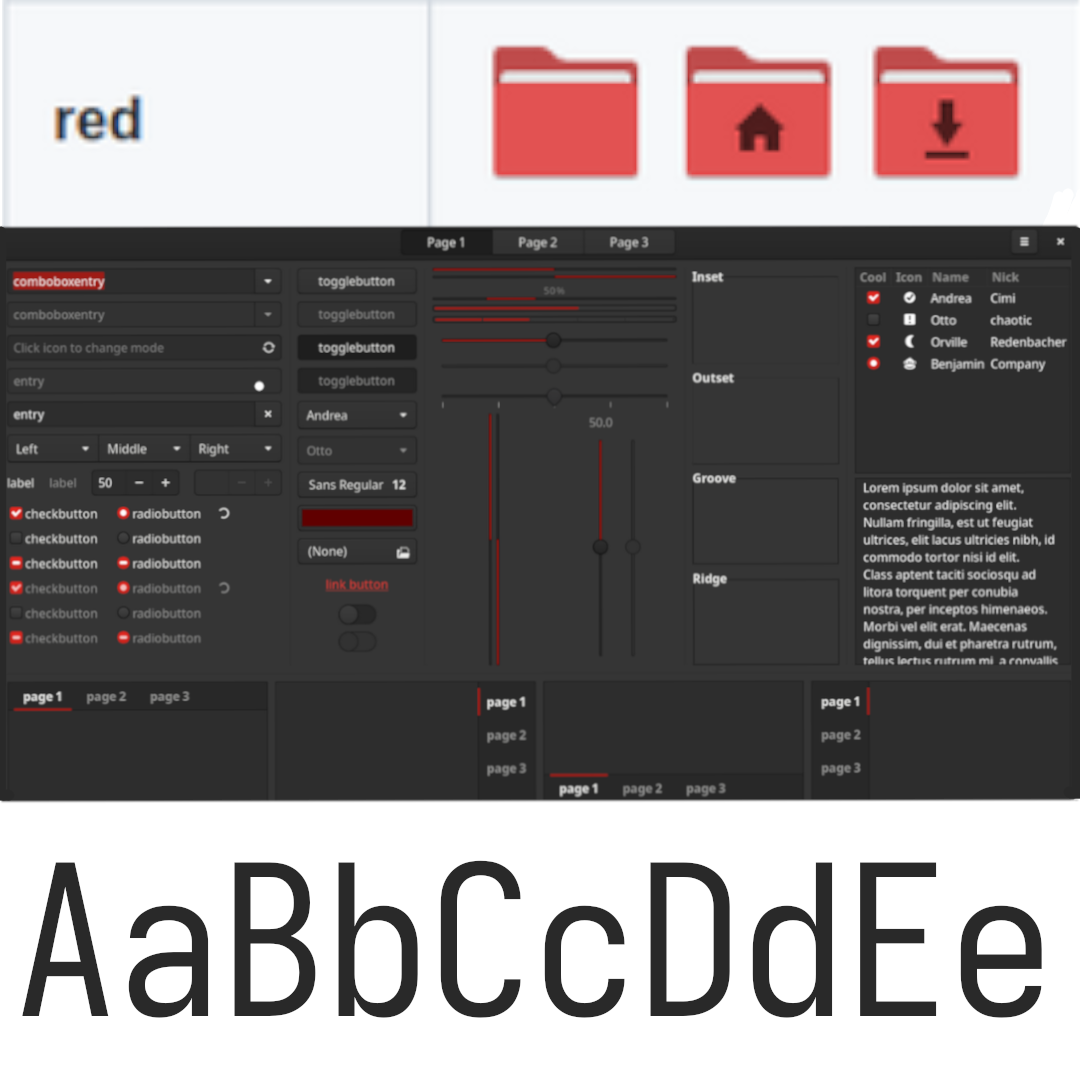 red
Page 1 Page 2 Page 3
comboboxentry
comboboxentry
Click icon to change mode
entry
entry
Left Middle Right
label label 50 − +
checkbutton radiobutton
checkbutton radiobutton
checkbutton radiobutton
checkbutton radiobutton
checkbutton radiobutton
checkbutton radiobutton
togglebutton
togglebutton
togglebutton
togglebutton
Andrea
Otto
Sans Regular 12
(None)
link button
50%
50.0
Inset
Outset
Groove
Ridge
Cool Icon Name Nick
Andrea Cimi
Otto chaotic
Orville Redenbacher
Benjamin Company
Lorem ipsum dolor sit amet,
consectetur adipiscing elit.
Nullam fringilla, est ut feugiat
ultrices, elit lacus ultricies nibh, id
commodo tortor nisi id elit.
Class aptent taciti sociosqu ad
litora torquent per conubia
nostra, per inceptos himenaeos.
Morbi vel elit erat. Maecenas
dignissim, dui et pharetra rutrum,
tellus lectus rutrum mi, a convallis
page 1 page 2 page 3
page 1
page 2
page 3
page 1 page 2 page 3
page 1
page 2
page 3
AaBbCcDdEe